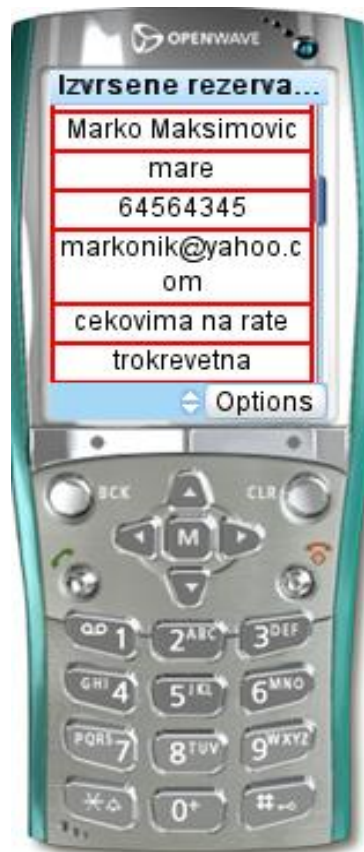 OPENWAVE
Izvrsene rezerva...
Marko Maksimovic
mare
64564345
markonik@yahoo.c
om
cekovima na rate
trokrevetna
Options
BCK
CLR
M
1
2ABC
3DEF
GHI4
5JKL
6MNO
PQRS7
8TUV
9WXYZ
*
0+
#